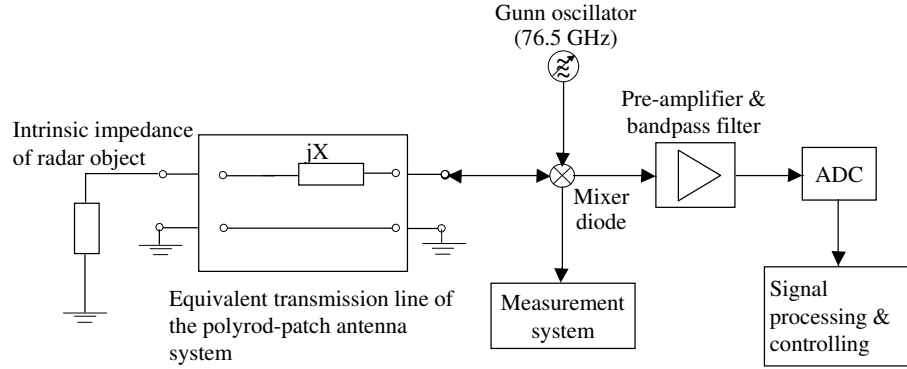 Gunn oscillator
(76.5 GHz)
Pre-amplifier &
bandpass filter
Intrinsic impedance
of radar object
jX
ADC
Mixer
diode
Equivalent transmission line of
the polyrod-patch antenna
system
Measurement
system
Signal
processing &
controlling